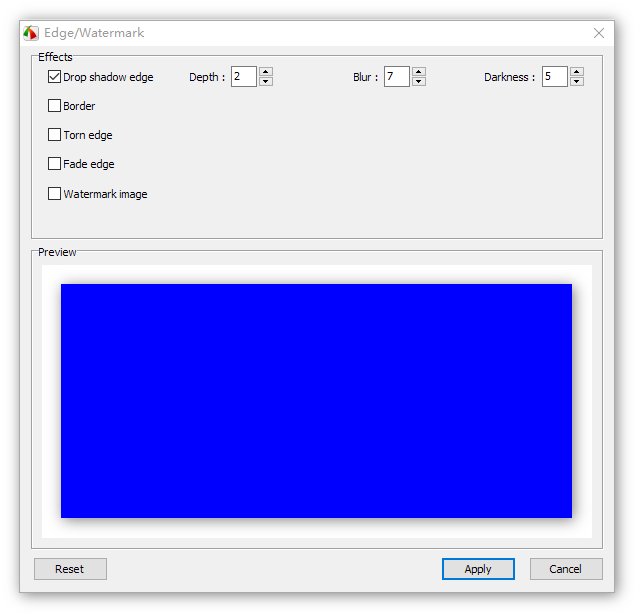 Edge/Watermark
Effects
Drop shadow edge Depth : 2 Blur : 7 Darkness : 5
Border
Torn edge
Fade edge
Watermark image
Preview
Reset Apply Cancel